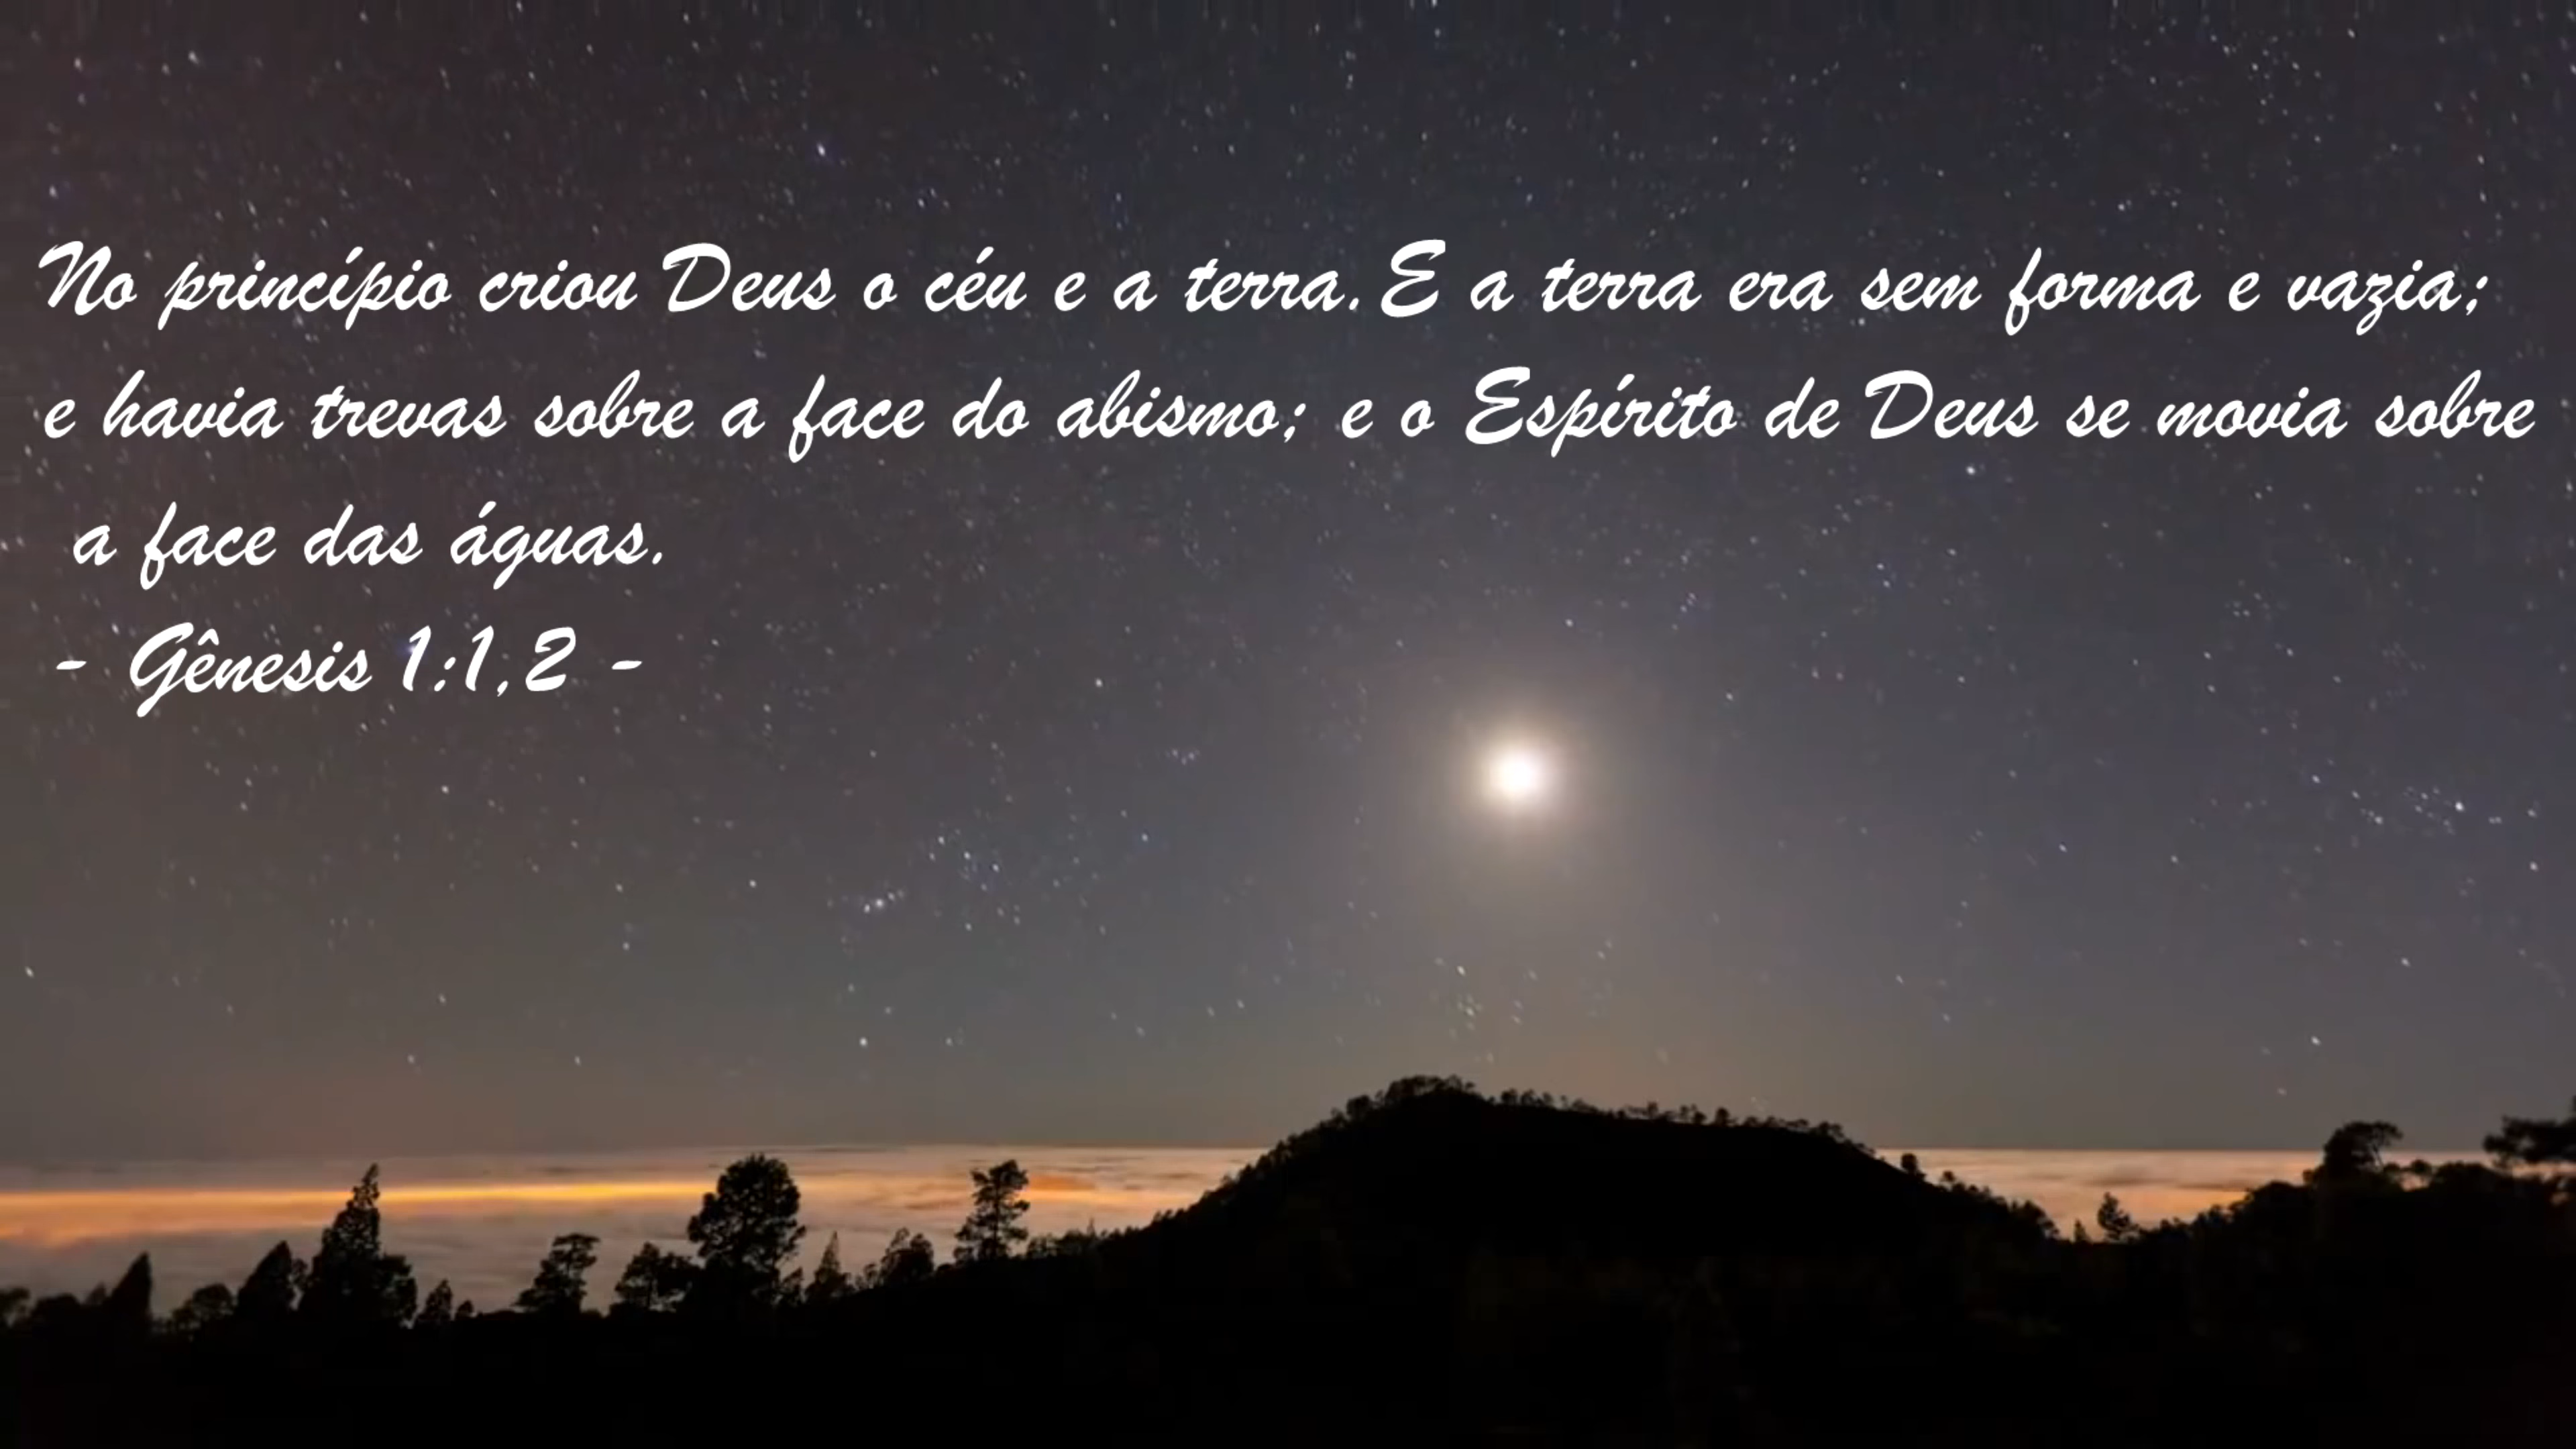 No princípio criou Deus o céu e a terra. E a terra era sem forma e vazia;
e havia trevas sobre a face do abismo; e o Espírito de Deus se movia sobre
a face das águas.
- Gênesis 1:1,2 -